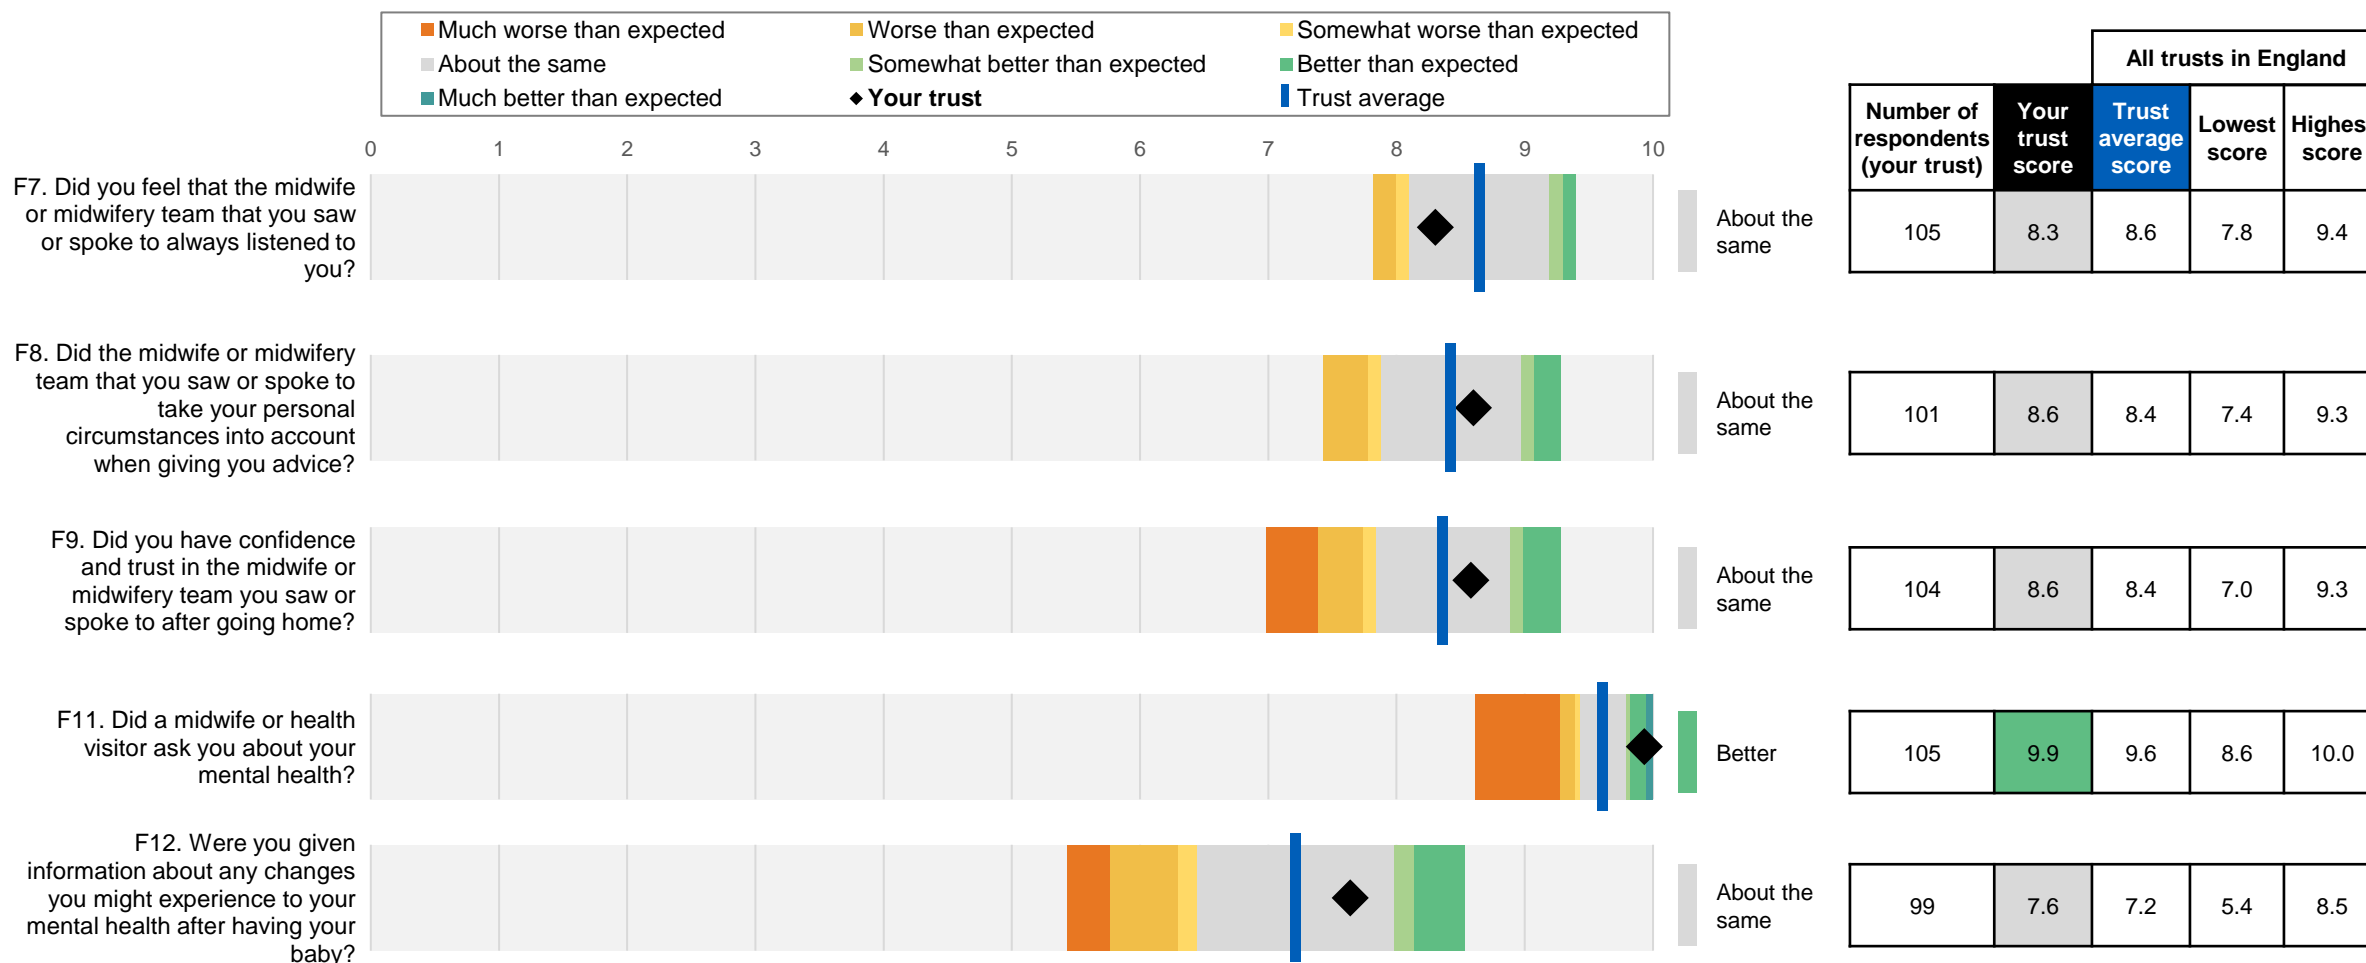 Much worse than expected
Worse than expected
Somewhat worse than expected
About the same
Somewhat better than expected
Better than expected
Much better than expected
Your trust
Trust average
All trusts in England
Number of
respondents
(your trust)
Your
trust
score
Trust
average
score
Lowest
score
Highes
score
0 1 2 3 4 5 6 7 8 9 10
F7. Did you feel that the midwife
or midwifery team that you saw
or spoke to always listened to
you?
About the
same
105 8.3 8.6 7.8 9.4
F8. Did the midwife or midwifery
team that you saw or spoke to
take your personal
circumstances into account
when giving you advice?
About the
same
101 8.6 8.4 7.4 9.3
F9. Did you have confidence
and trust in the midwife or
midwifery team you saw or
spoke to after going home?
About the
same
104 8.6 8.4 7.0 9.3
F11. Did a midwife or health
visitor ask you about your
mental health?
Better
105 9.9 9.6 8.6 10.0
F12. Were you given
information about any changes
you might experience to your
mental health after having your
baby?
About the
same
99 7.6 7.2 5.4 8.5